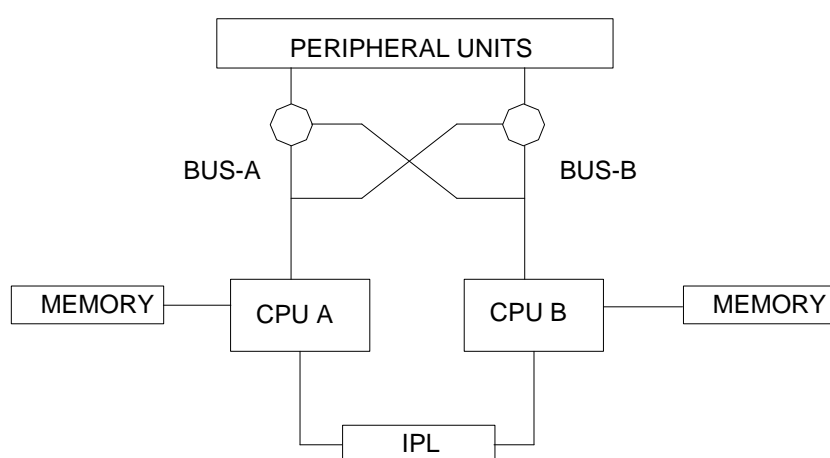 PERIPHERAL UNITS
BUS-A
BUS-B
MEMORY
CPU A
CPU B
MEMORY
IPL